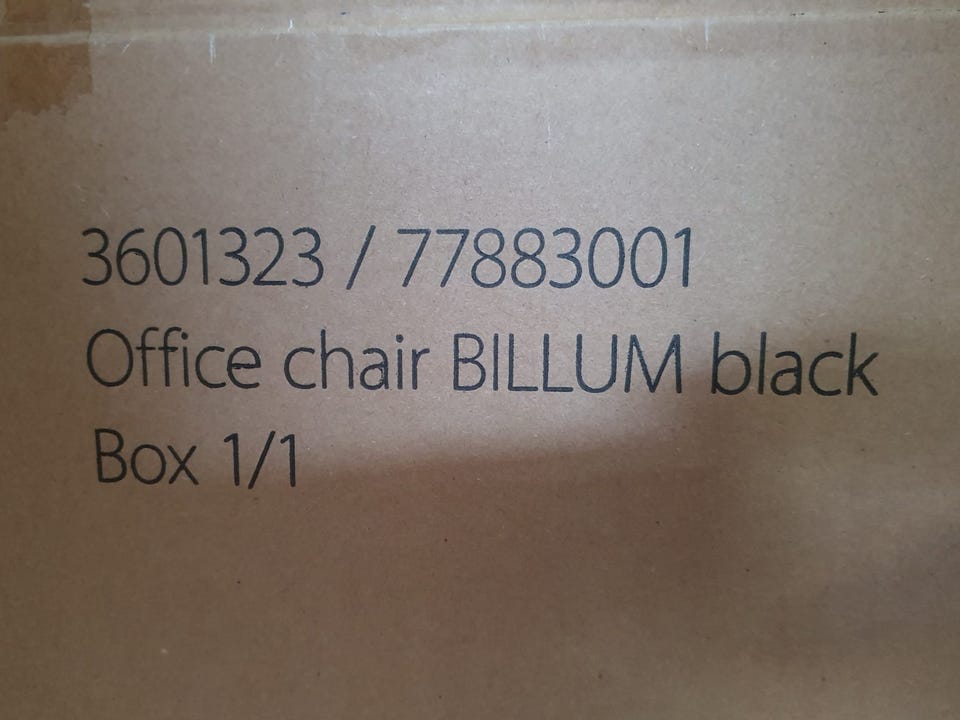 3601323 / 77883001
Office chair BILLUM black
Box 1/1